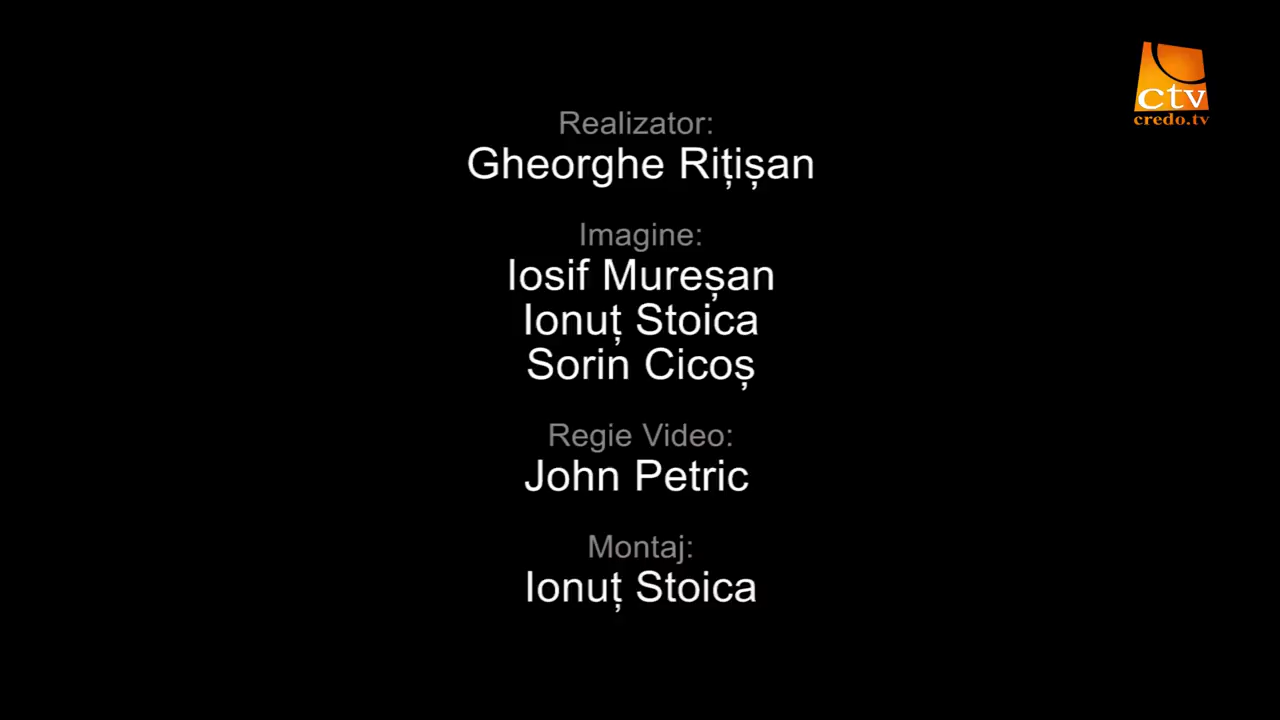 ctv
credo.tv
Realizator:
Gheorghe Rițișan
Imagine:
Iosif Mureșan
Ionuț Stoica
Sorin Cicoș
Regie Video:
John Petric
Montaj:
Ionuț Stoica